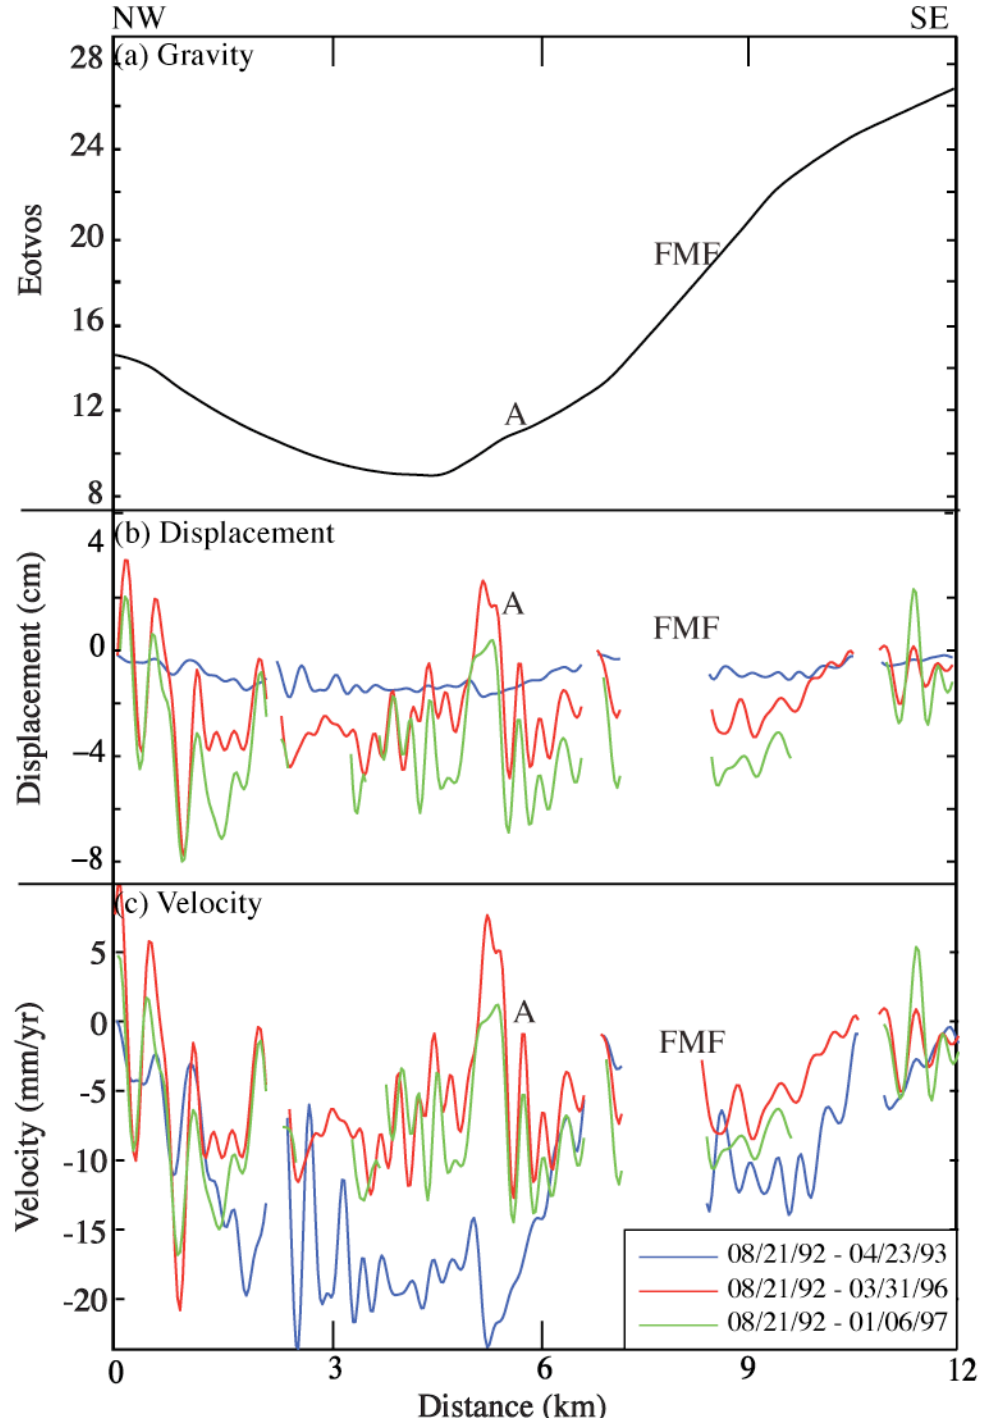 NW SE
(a) Gravity
28
24
20
16
12
8
Eotvos
FMF
A
(b) Displacement
4
0
−4
−8
Displacement (cm)
A
FMF
(c) Velocity
5
0
-5
-10
-15
-20
Velocity (mm/yr)
A
FMF
08/21/92 - 04/23/93
08/21/92 - 03/31/96
08/21/92 - 01/06/97
0 3 6 9 12
Distance (km)